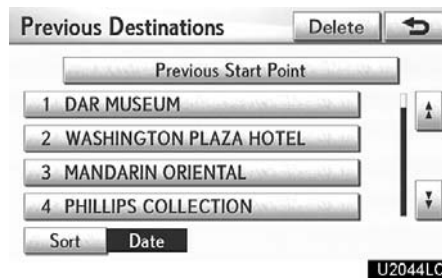 Previous Destinations Delete
Previous Start Point
1 DAR MUSEUM
2 WASHINGTON PLAZA HOTEL
3 MANDARIN ORIENTAL
4 PHILLIPS COLLECTION
Sort Date
U2044LC